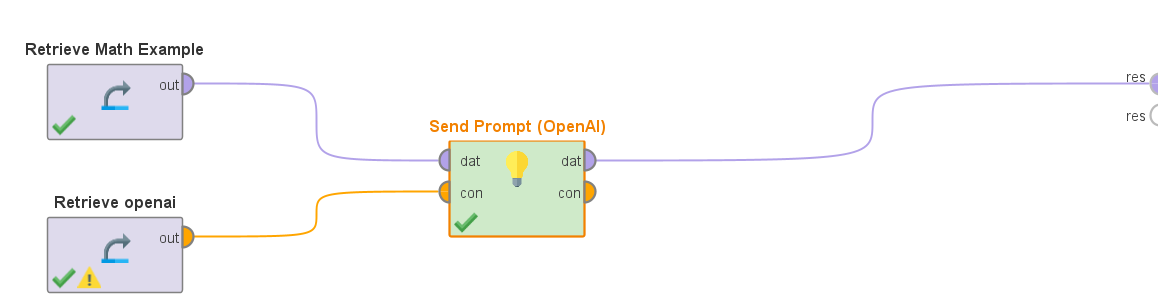 Retrieve Math Example
out
res
res
Send Prompt (OpenAI)
dat dat
con con
Retrieve openai
out